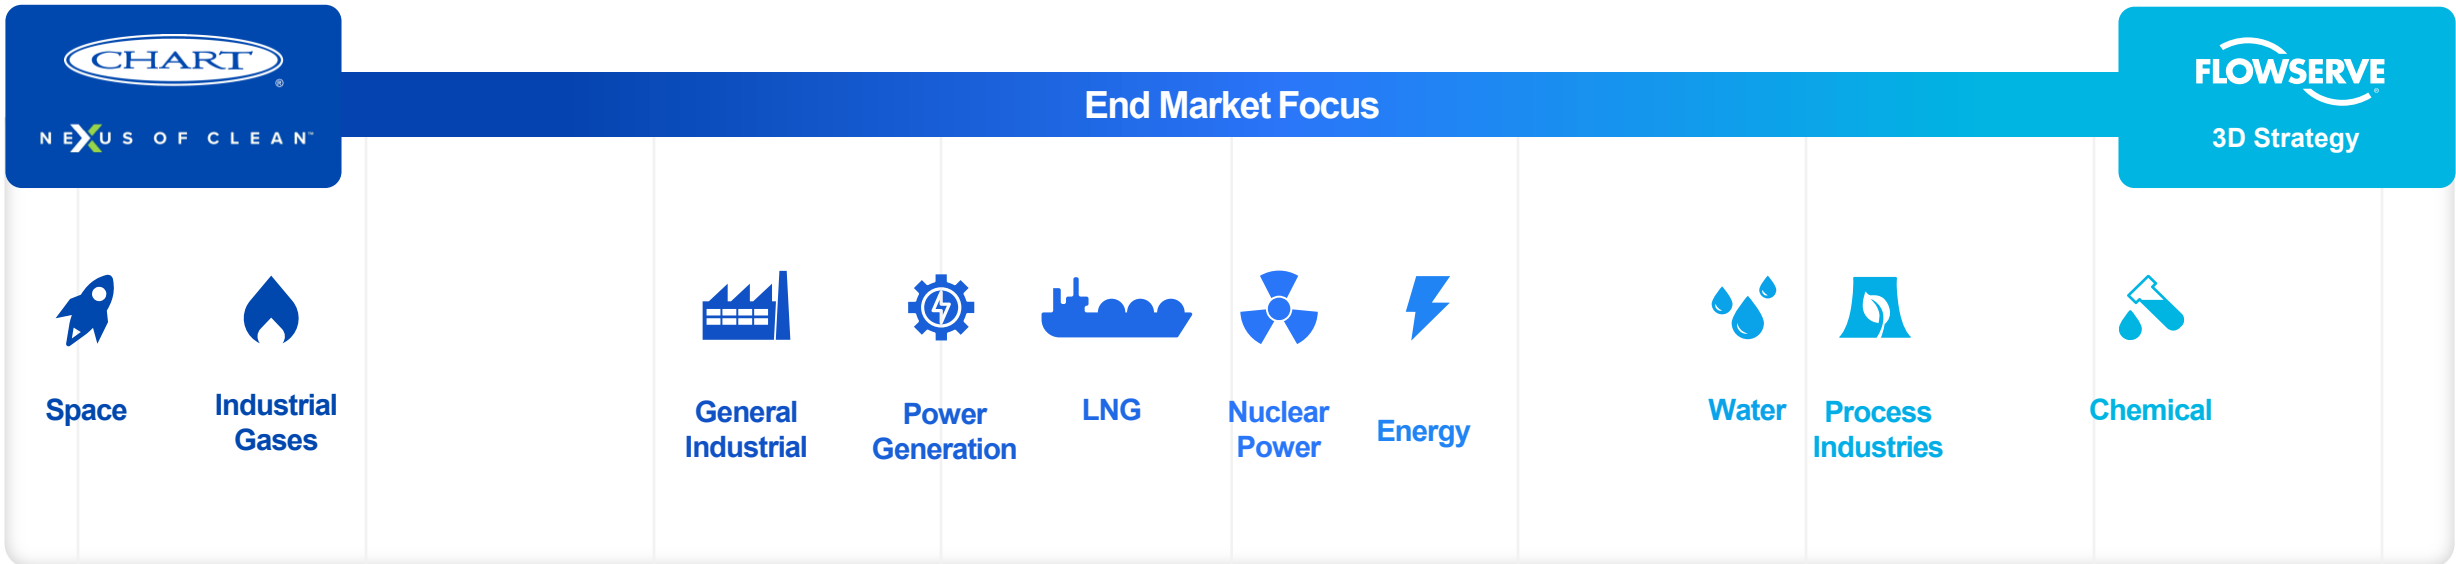 CHART
®
NEXUS OF CLEAN™
End Market Focus
FLOWSERVE
®
3D Strategy
Space
Industrial
Gases
General
Industrial
Power
Generation
LNG
Nuclear
Power
Energy
Water
Process
Industries
Chemical